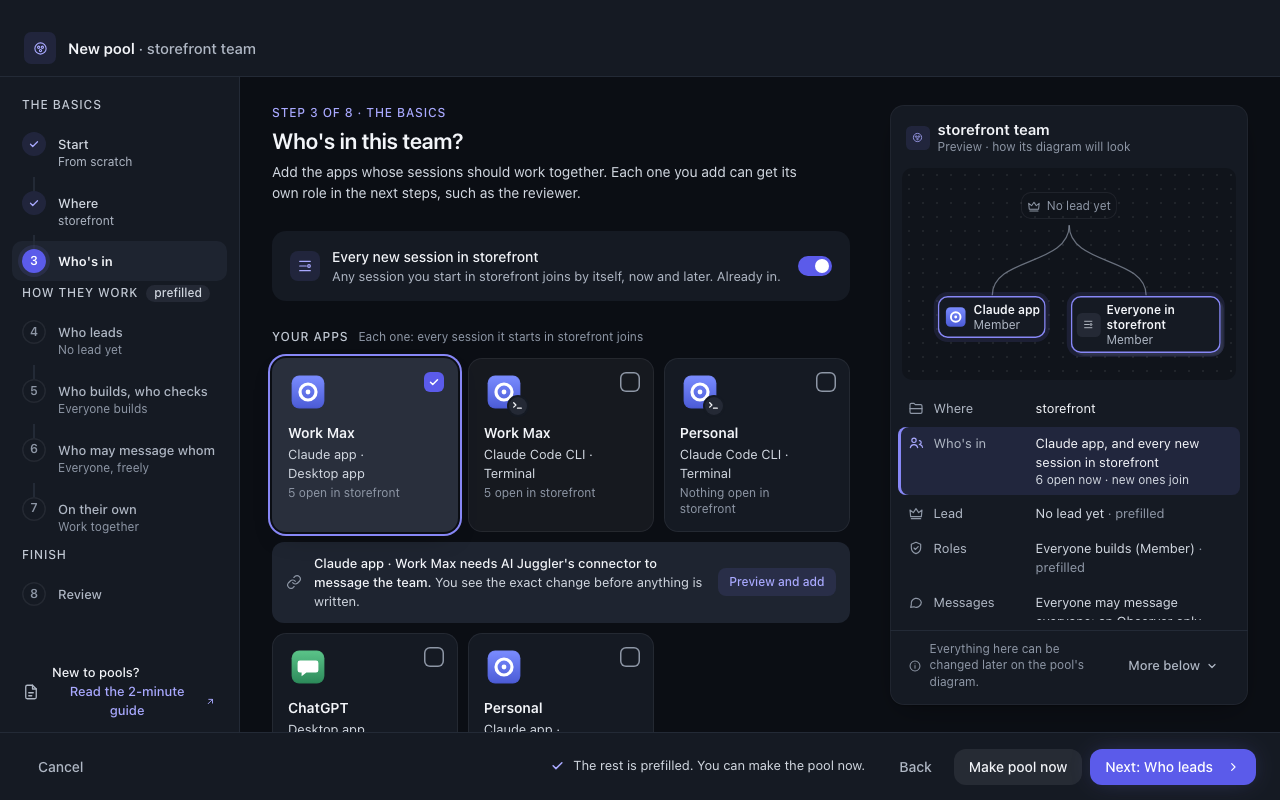 New pool · storefront team
THE BASICS
Start
From scratch
Where
storefront
3
Who's in
HOW THEY WORK prefilled
4
Who leads
No lead yet
5
Who builds, who checks
Everyone builds
6
Who may message whom
Everyone, freely
7
On their own
Work together
FINISH
8
Review
New to pools?
Read the 2-minute
guide
STEP 3 OF 8 · THE BASICS
Who's in this team?
Add the apps whose sessions should work together. Each one you add can get its
own role in the next steps, such as the reviewer.
Every new session in storefront
Any session you start in storefront joins by itself, now and later. Already in.
YOUR APPS Each one: every session it starts in storefront joins
Work Max
Claude app ·
Desktop app
5 open in storefront
Work Max
Claude Code CLI ·
Terminal
5 open in storefront
Personal
Claude Code CLI ·
Terminal
Nothing open in
storefront
Claude app · Work Max needs AI Juggler's connector to
message the team. You see the exact change before anything is
written.
Preview and add
ChatGPT
Desktop app
Personal
Claude app ·
storefront team
Preview · how its diagram will look
No lead yet
Claude app
Member
Everyone in
storefront
Member
Where
storefront
Who's in
Claude app, and every new
session in storefront
6 open now · new ones join
Lead
No lead yet · prefilled
Roles
Everyone builds (Member) ·
prefilled
Messages
Everyone may message
everyone; an Observer only
Everything here can be
changed later on the pool's
diagram.
More below
Cancel
The rest is prefilled. You can make the pool now.
Back
Make pool now
Next: Who leads